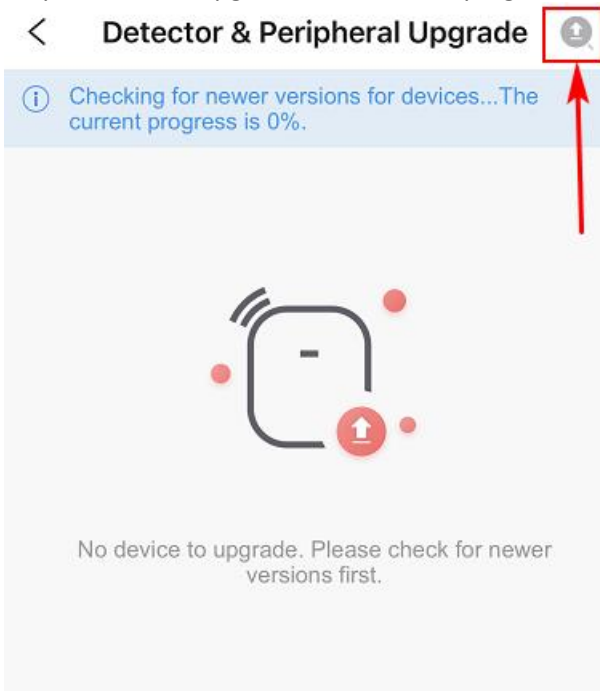 Detector & Peripheral Upgrade
Checking for newer versions for devices...The
current progress is 0%.
No device to upgrade. Please check for newer
versions first.